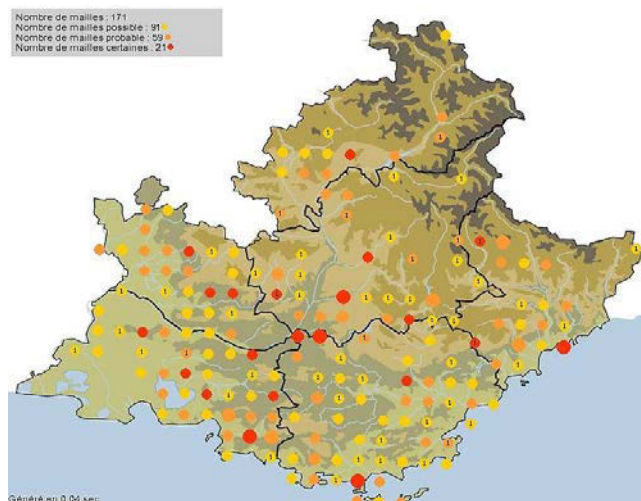 Nombre de mailles : 171
Nombre de mailles possible : 91
Nombre de mailles probable : 59
Nombre de mailles certaines : 21
Généré en 0.04 sec